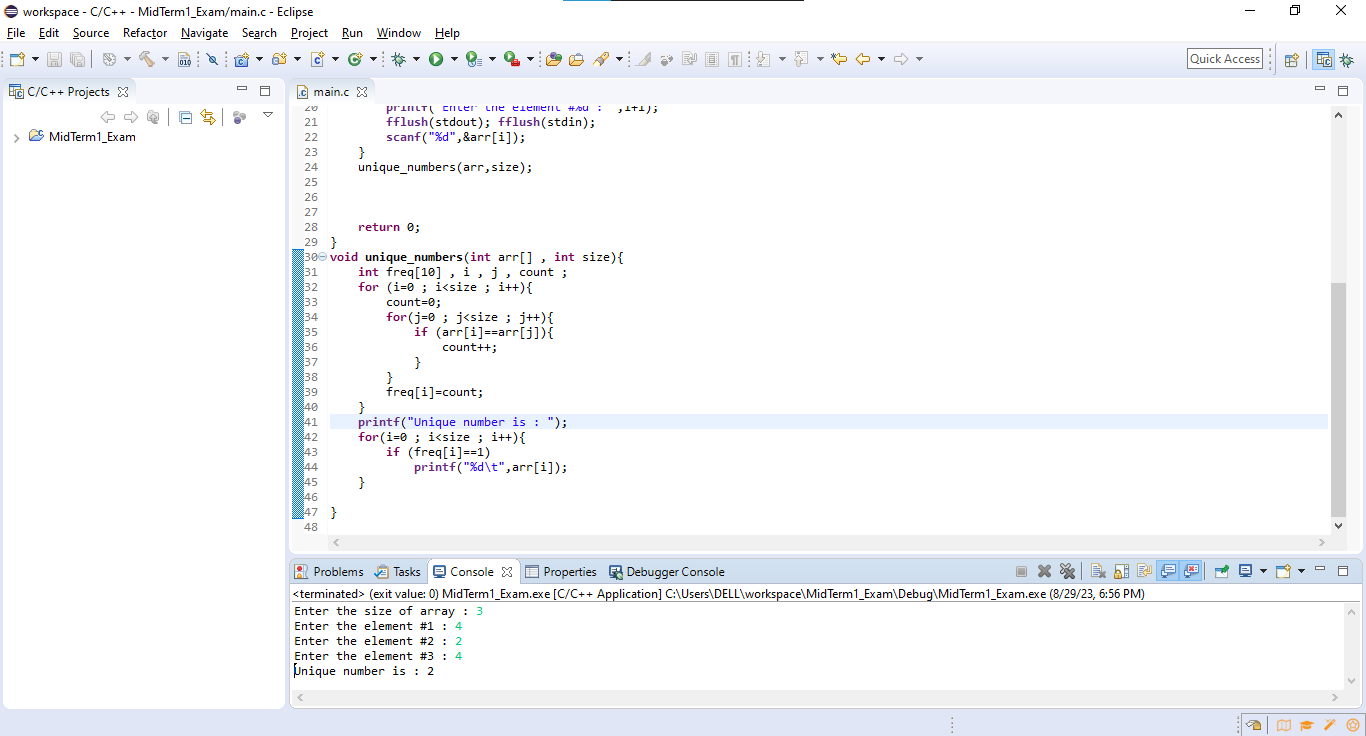 workspace - C/C++ - MidTerm1_Exam/main.c - Eclipse
File Edit Source Refactor Navigate Search Project Run Window Help
Quick Access
C/C++ Projects
MidTerm1_Exam
main.c
20 printf("Enter the element #%d : ",i+1);
21 fflush(stdout); fflush(stdin);
22 scanf("%d",&arr[i]);
23 }
24 unique_numbers(arr,size);
25
26
27
28 return 0;
29 }
30 void unique_numbers(int arr[] , int size){
31 int freq[10] , i , j , count ;
32 for (i=0 ; i<size ; i++){
33 count=0;
34 for(j=0 ; j<size ; j++){
35 if (arr[i]==arr[j]){
36 count++;
37 }
38 }
39 freq[i]=count;
40 }
41 printf("Unique number is : ");
42 for(i=0 ; i<size ; i++){
43 if (freq[i]==1)
44 printf("%d\t",arr[i]);
45 }
46
47 }
48
Problems Tasks Console Properties Debugger Console
<terminated> (exit value: 0) MidTerm1_Exam.exe [C/C++ Application] C:\Users\DELL\workspace\MidTerm1_Exam\Debug\MidTerm1_Exam.exe (8/29/23, 6:56 PM)
Enter the size of array : 3
Enter the element #1 : 4
Enter the element #2 : 2
Enter the element #3 : 4
Unique number is : 2